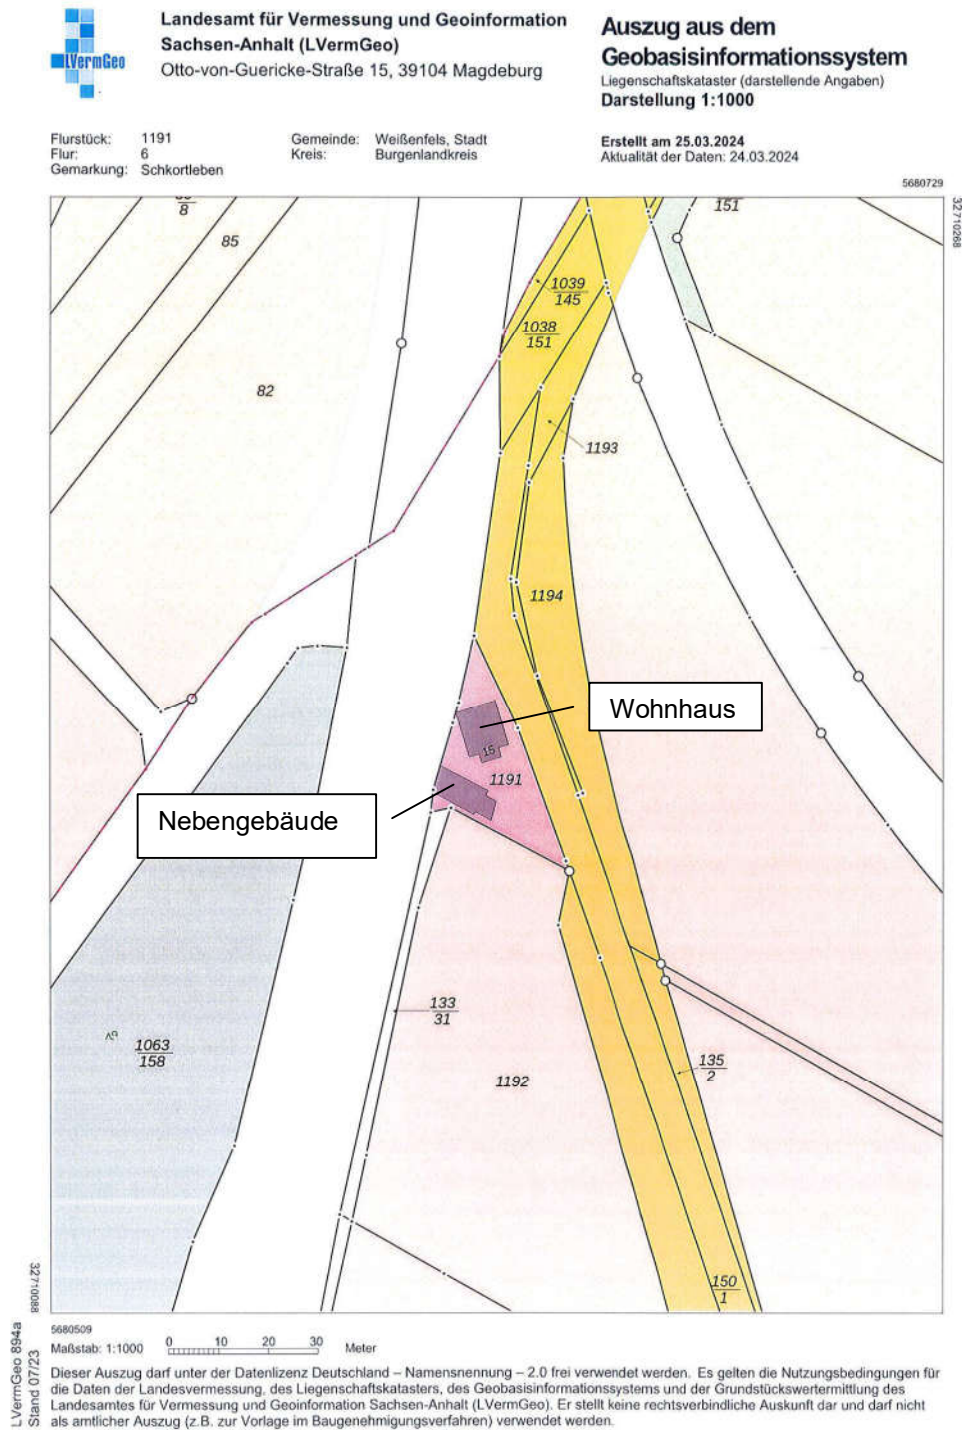 LVermGeo
Landesamt für Vermessung und Geoinformation
Sachsen-Anhalt (LVermGeo)
Otto-von-Guericke-Straße 15, 39104 Magdeburg
Auszug aus dem
Geobasisinformationssystem
Liegenschaftskataster (darstellende Angaben)
Darstellung 1:1000
Flurstück: 1191
Flur: 6
Gemarkung: Schkortleben
Gemeinde: Weißenfels, Stadt
Kreis: Burgenlandkreis
Erstellt am 25.03.2024
Aktualität der Daten: 24.03.2024
5680729
32710268
8
151
85
1039
145
1038
151
82
1193
1194
Wohnhaus
15
1191
Nebengebäude
133
31
1063
158
1192
135
2
150
1
32710088
5680509
Maßstab: 1:1000 0 10 20 30 Meter
LVermGeo 894a
Stand 07/23
Dieser Auszug darf unter der Datenlizenz Deutschland – Namensnennung – 2.0 frei verwendet werden. Es gelten die Nutzungsbedingungen für
die Daten der Landesvermessung, des Liegenschaftskatasters, des Geobasisinformationssystems und der Grundstückswertermittlung des
Landesamtes für Vermessung und Geoinformation Sachsen-Anhalt (LVermGeo). Er stellt keine rechtsverbindliche Auskunft dar und darf nicht
als amtlicher Auszug (z.B. zur Vorlage im Baugenehmigungsverfahren) verwendet werden.